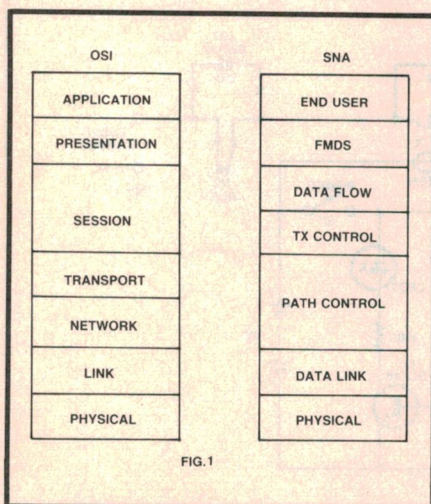 OSI
APPLICATION
PRESENTATION
SESSION
TRANSPORT
NETWORK
LINK
PHYSICAL
SNA
END USER
FMDS
DATA FLOW
TX CONTROL
PATH CONTROL
DATA LINK
PHYSICAL
FIG.1